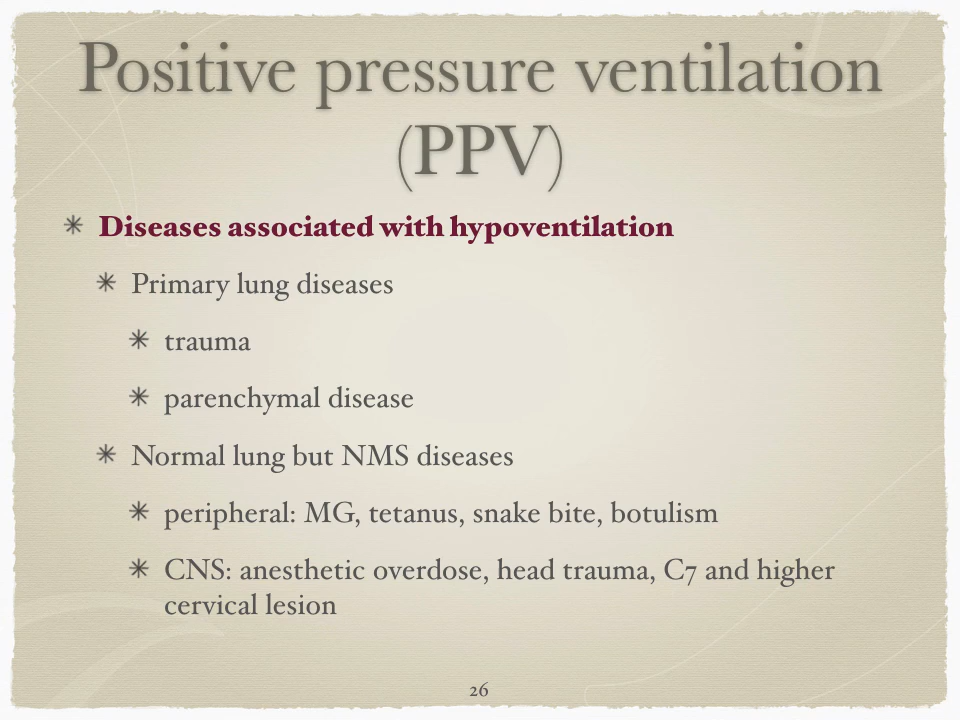 Positive pressure ventilation
(PPV)
Diseases associated with hypoventilation
Primary lung diseases
trauma
parenchymal disease
Normal lung but NMS diseases
peripheral: MG, tetanus, snake bite, botulism
CNS: anesthetic overdose, head trauma, C7 and higher
cervical lesion
26